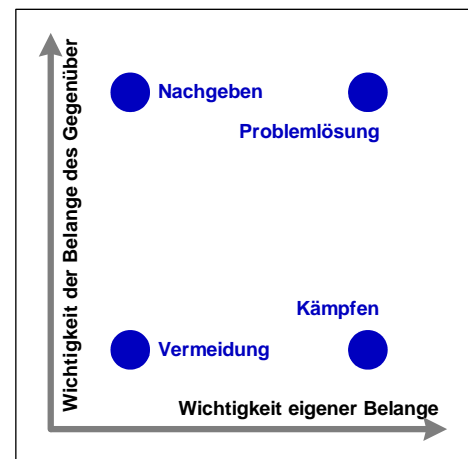 Wichtigkeit der Belange des Gegenüber
Nachgeben
Problemlösung
Kämpfen
Vermeidung
Wichtigkeit eigener Belange